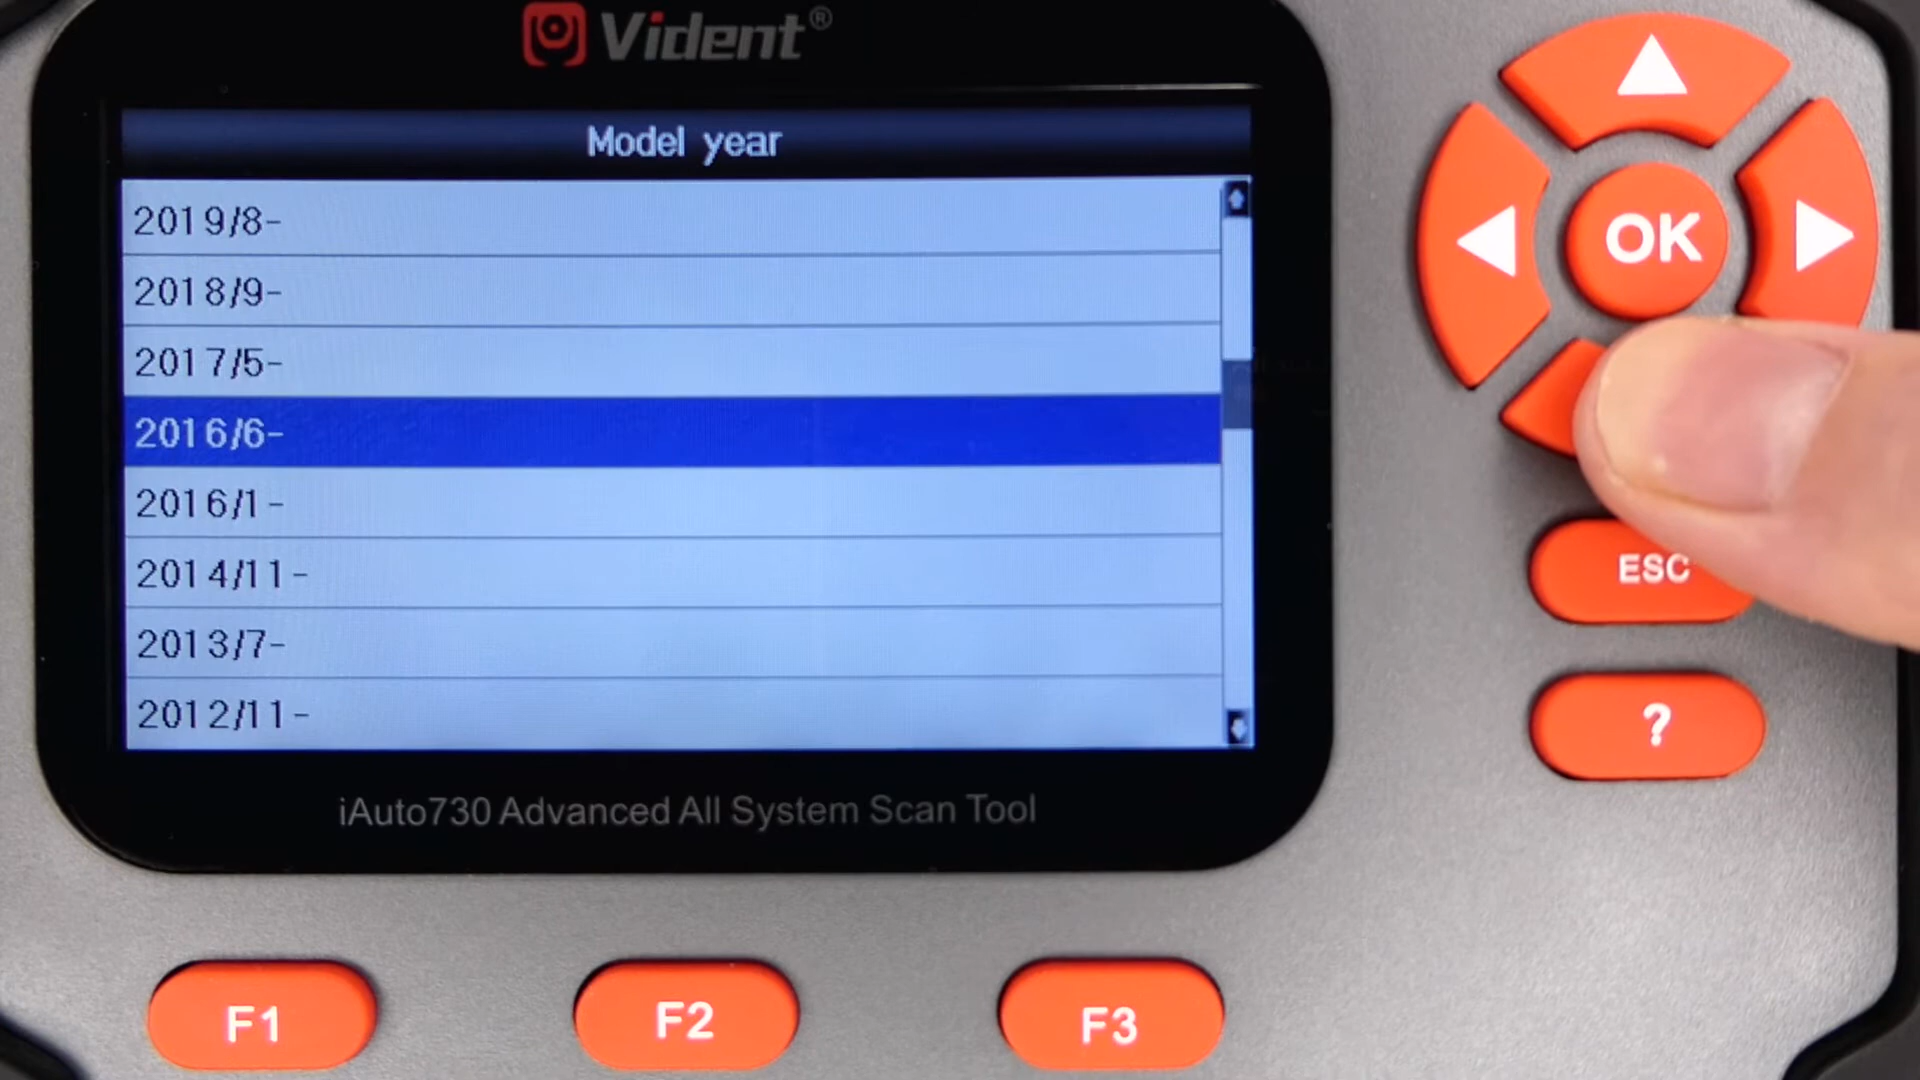 Vident®
Model year
2019/8-
2018/9-
2017/5-
2016/6-
2016/1-
2014/11-
2013/7-
2012/11-
iAuto730 Advanced All System Scan Tool
OK
ESC
?
F1
F2
F3